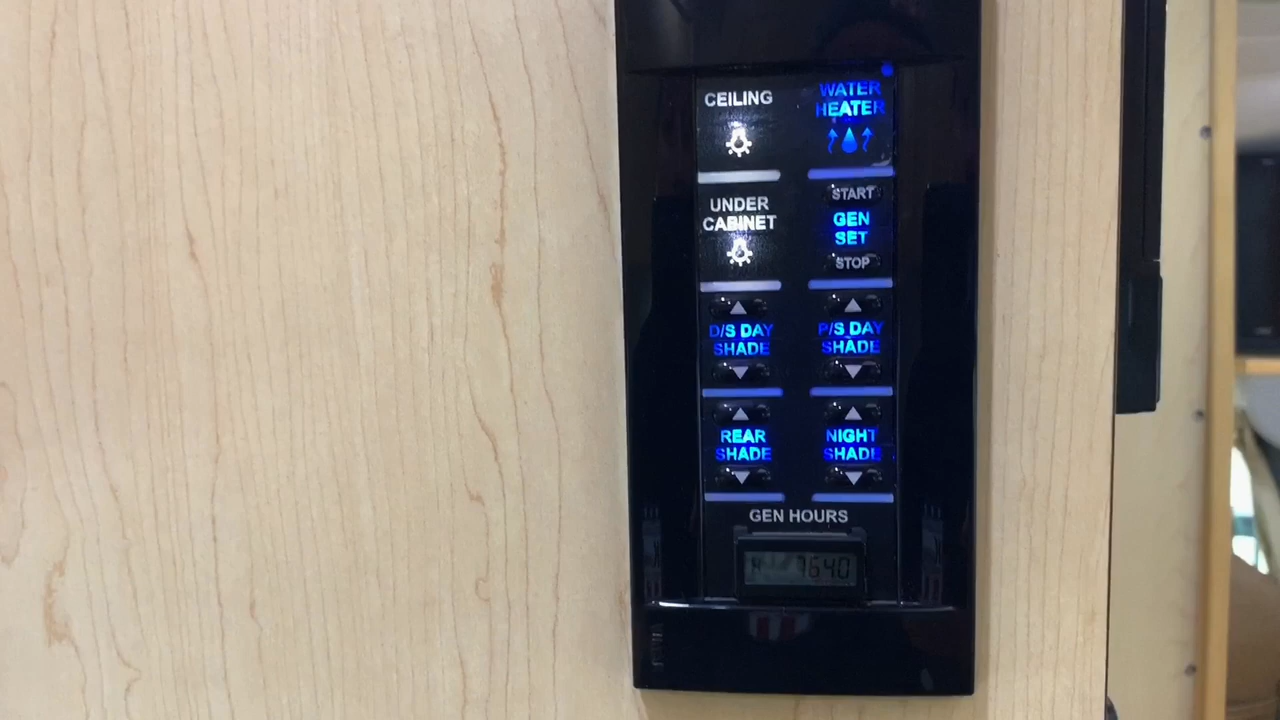 CEILING
WATER
HEATER
UNDER
CABINET
START
GEN
SET
STOP
D/S DAY
SHADE
P/S DAY
SHADE
REAR
SHADE
NIGHT
SHADE
GEN HOURS